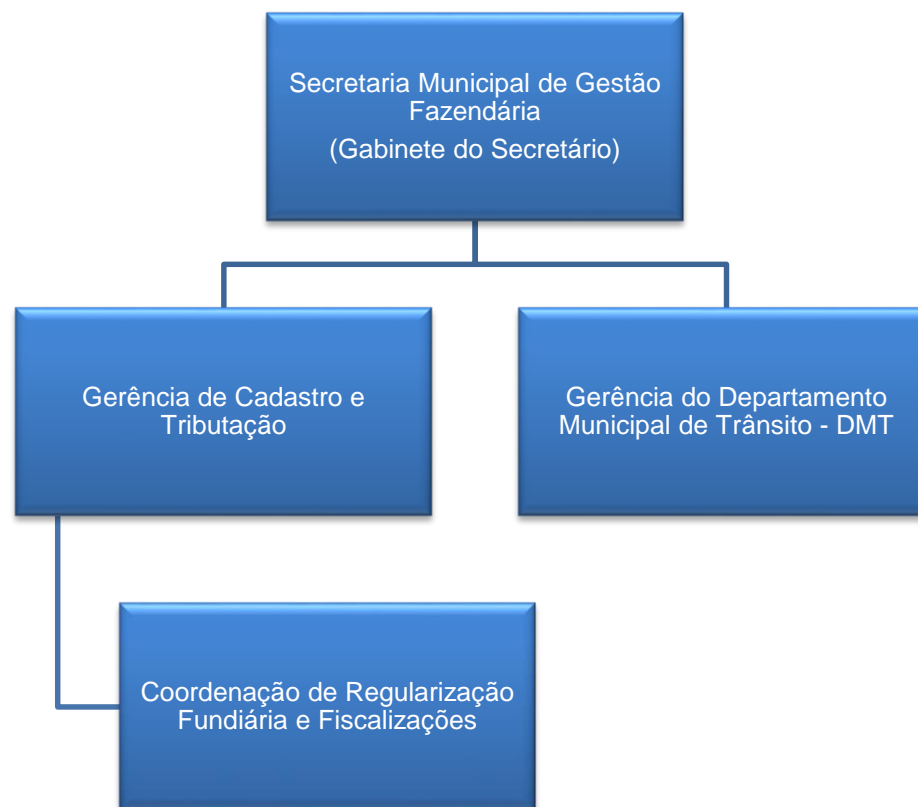 Secretaria Municipal de Gestão
Fazendária
(Gabinete do Secretário)
Gerência de Cadastro e
Tributação
Gerência do Departamento
Municipal de Trânsito - DMT
Coordenação de Regularização
Fundiária e Fiscalizações